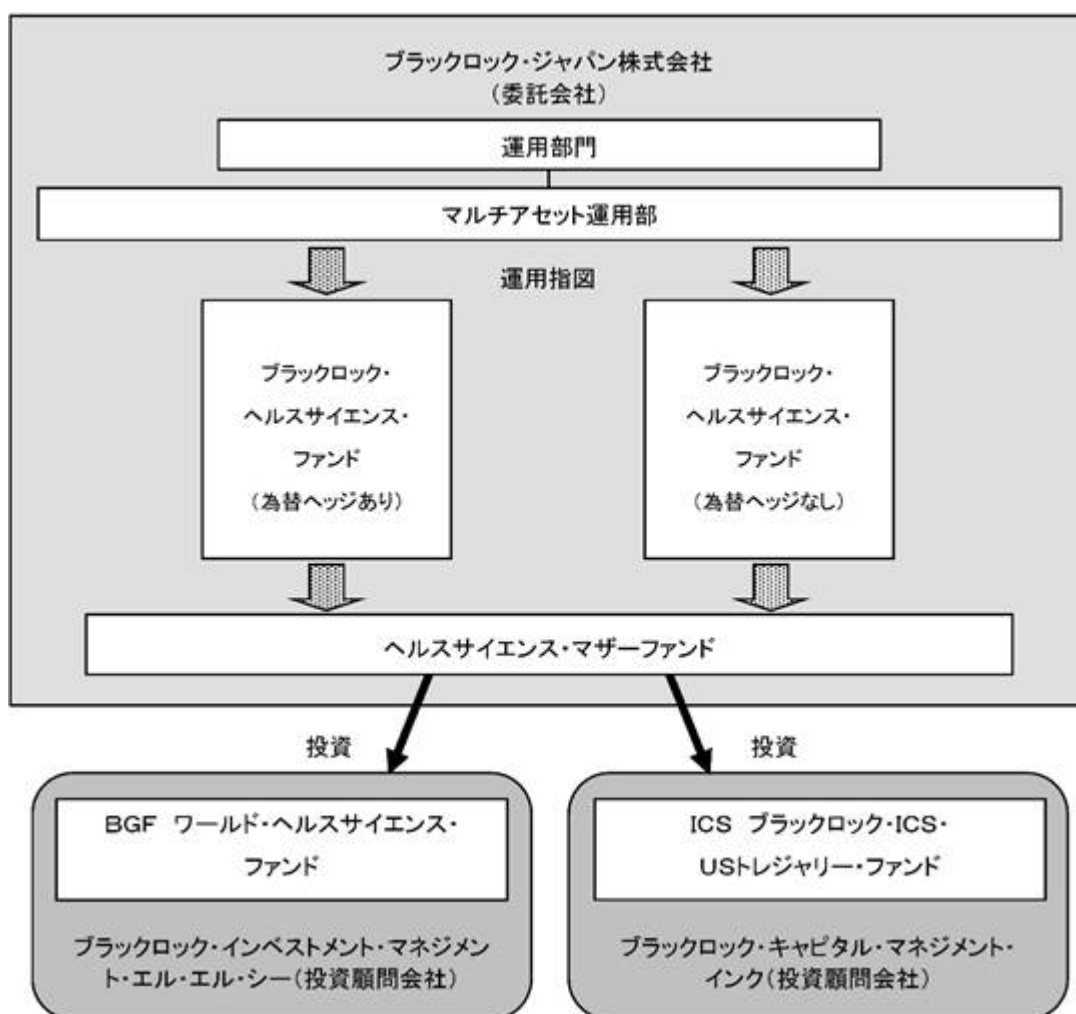 ブラックロック・ジャパン株式会社
(委託会社)
運用部門
マルチアセット運用部
運用指図
ブラックロック・
ヘルスサイエンス・
ファンド
(為替ヘッジあり)
ブラックロック・
ヘルスサイエンス・
ファンド
(為替ヘッジなし)
ヘルスサイエンス・マザーファンド
投資
投資
BGF ワールド・ヘルスサイエンス・
ファンド
ブラックロック・インベストメント・マネジメン
ト・エル・エル・シー(投資顧問会社)
ICS ブラックロック・ICS・
USトレジャリー・ファンド
ブラックロック・キャピタル・マネジメント・
インク(投資顧問会社)